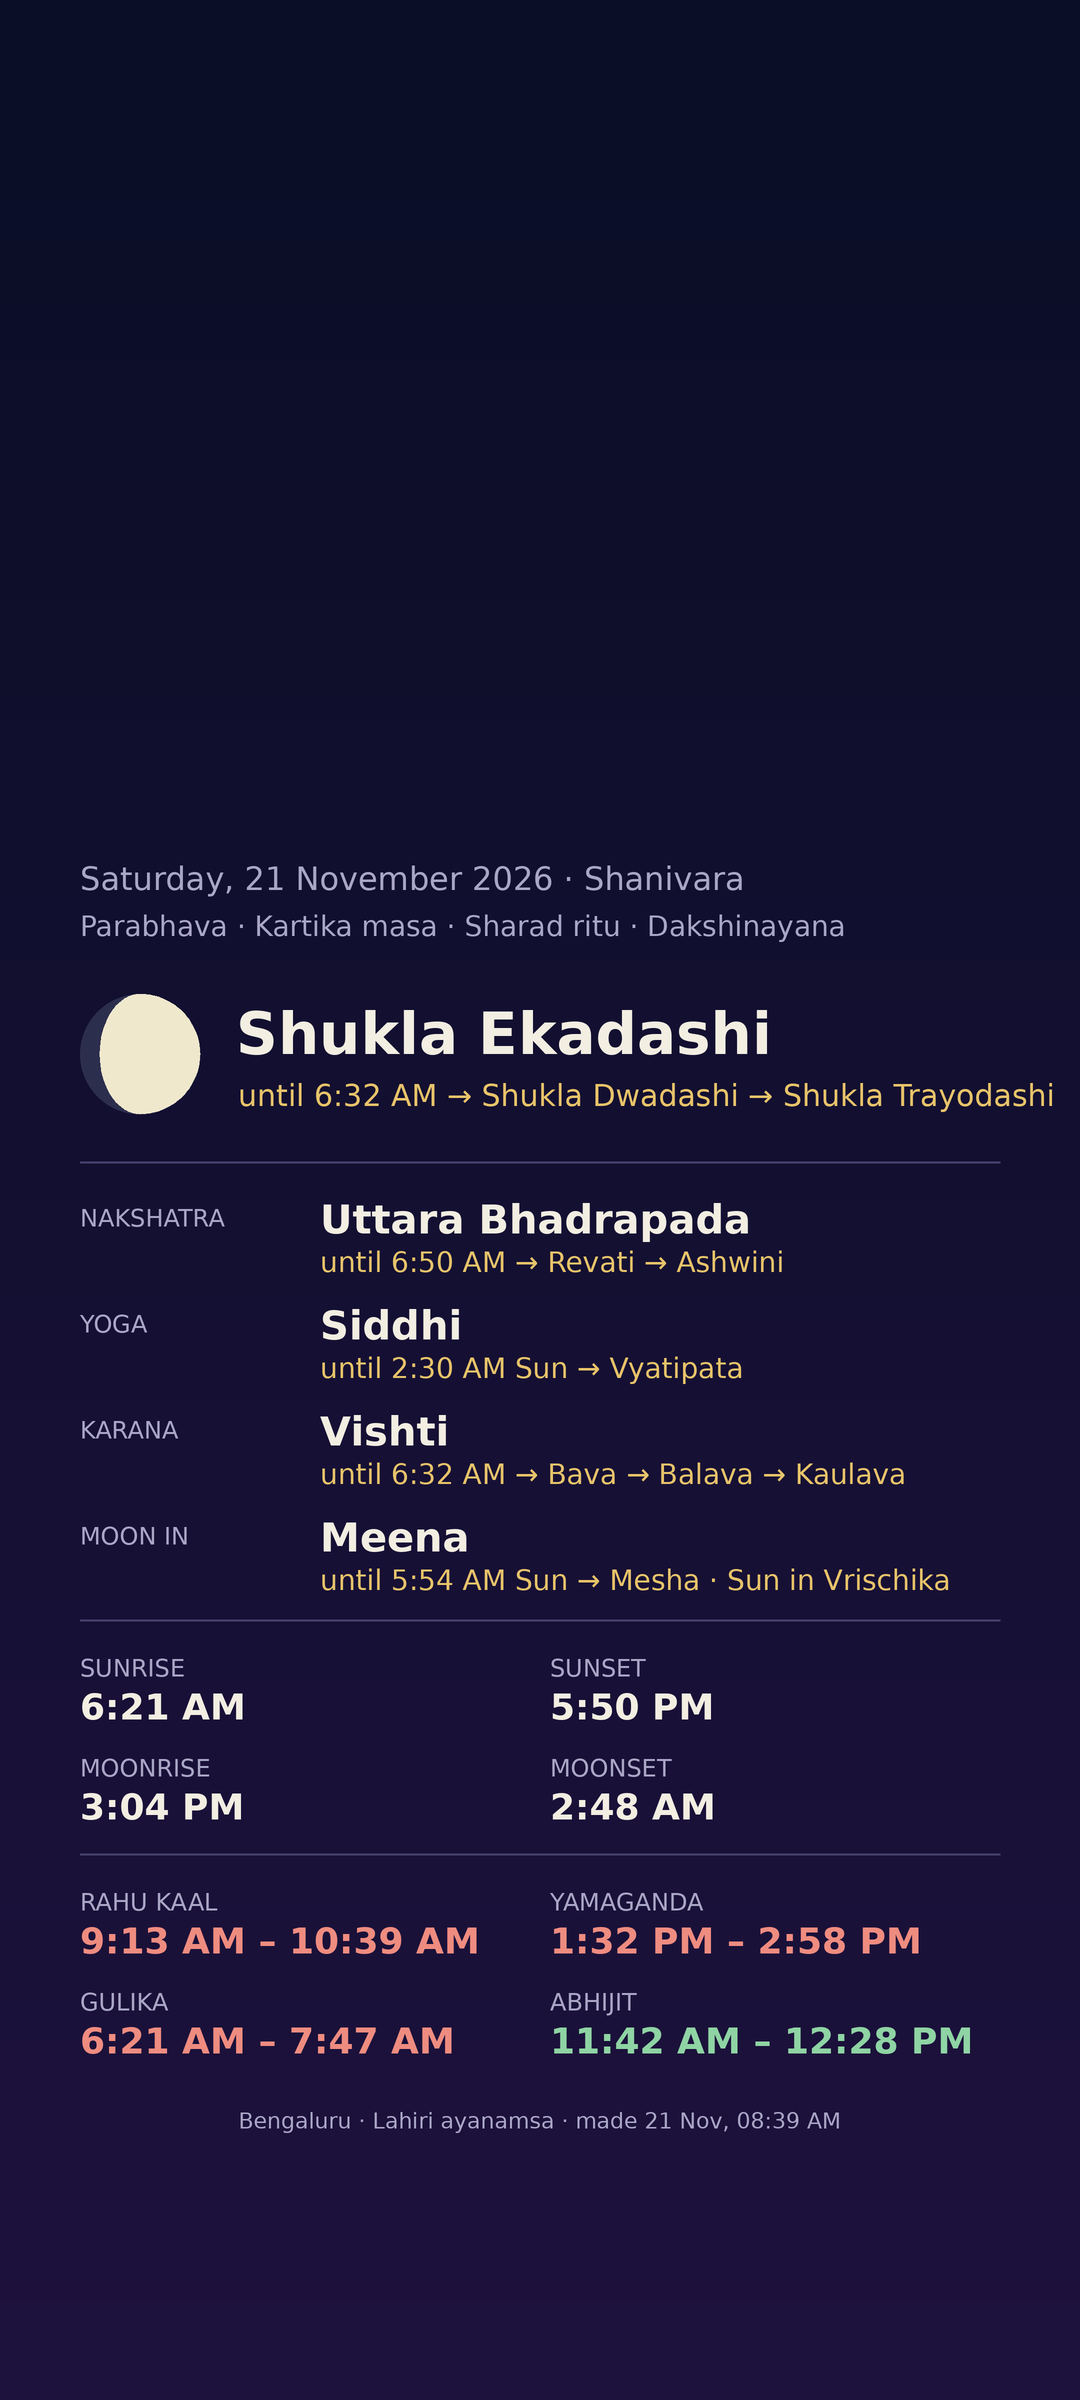 Saturday, 21 November 2026 · Shanivara
Parabhava · Kartika masa · Sharad ritu · Dakshinayana
Shukla Ekadashi
until 6:32 AM → Shukla Dwadashi → Shukla Trayodashi
NAKSHATRA
Uttara Bhadrapada
until 6:50 AM → Revati → Ashwini
YOGA
Siddhi
until 2:30 AM Sun → Vyatipata
KARANA
Vishti
until 6:32 AM → Bava → Balava → Kaulava
MOON IN
Meena
until 5:54 AM Sun → Mesha · Sun in Vrischika
SUNRISE
6:21 AM
SUNSET
5:50 PM
MOONRISE
3:04 PM
MOONSET
2:48 AM
RAHU KAAL
9:13 AM – 10:39 AM
YAMAGANDA
1:32 PM – 2:58 PM
GULIKA
6:21 AM – 7:47 AM
ABHIJIT
11:42 AM – 12:28 PM
Bengaluru · Lahiri ayanamsa · made 21 Nov, 08:39 AM